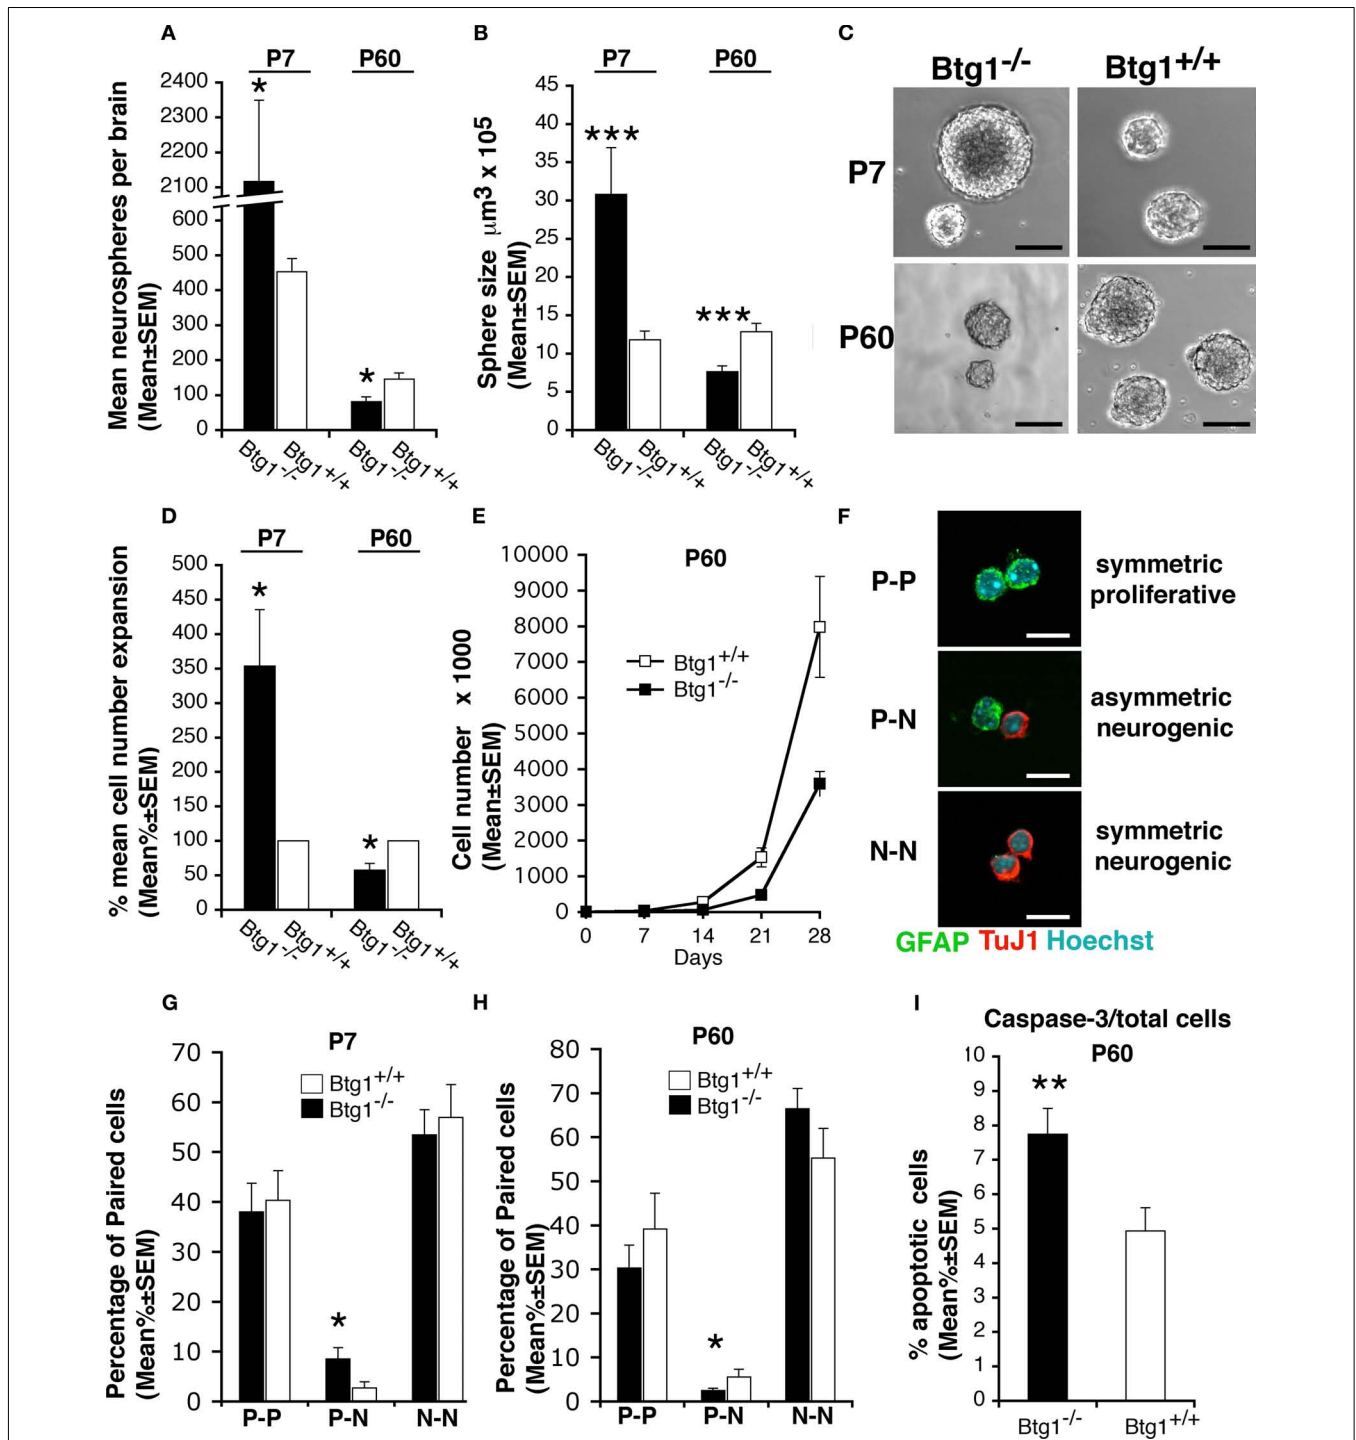 A
P7
P60
Mean neurospheres per brain
(Mean±SEM)
2400
2300
2200
2100
600
500
400
300
200
100
0
*
*
Btg1-/-
Btg1+/+
Btg1-/-
Btg1+/+
B
P7
P60
Sphere size μm3 x 105
(Mean±SEM)
45
40
35
30
25
20
15
10
5
0
***
***
Btg1-/-
Btg1+/+
Btg1-/-
Btg1+/+
C
Btg1-/-
Btg1+/+
P7
P60
D
P7
P60
% mean cell number expansion
(Mean%±SEM)
500
450
400
350
300
250
200
150
100
50
0
*
*
Btg1-/-
Btg1+/+
Btg1-/-
Btg1+/+
E
P60
Cell number x 1000
(Mean±SEM)
10000
9000
8000
7000
6000
5000
4000
3000
2000
1000
0
Btg1+/+
Btg1-/-
0 7 14 21 28
Days
F
P-P
symmetric
proliferative
P-N
asymmetric
neurogenic
N-N
symmetric
neurogenic
GFAP TuJ1 Hoechst
G
P7
Percentage of Paired cells
(Mean%±SEM)
70
60
50
40
30
20
10
0
Btg1+/+
Btg1-/-
*
P-P P-N N-N
H
P60
Percentage of Paired cells
(Mean%±SEM)
80
70
60
50
40
30
20
10
0
Btg1+/+
Btg1-/-
*
P-P P-N N-N
I
Caspase-3/total cells
P60
% apoptotic cells
(Mean%±SEM)
10
9
8
7
6
5
4
3
2
1
0
**
Btg1-/-
Btg1+/+